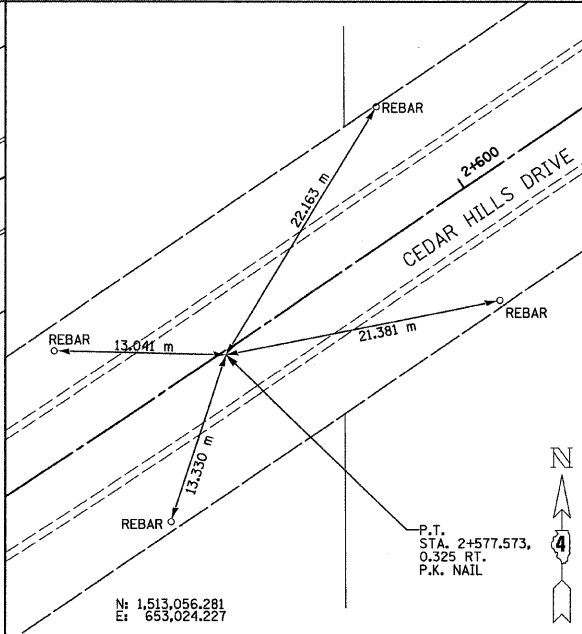 REBAR
2+600
22.163 m
CEDAR HILLS DRIVE
REBAR
REBAR
13.041 m
21.381 m
13.330 m
REBAR
N
4
P.T.
STA. 2+577.573,
0.325 RT.
P.K. NAIL
N: 1,513,056.281
E: 653,024.227